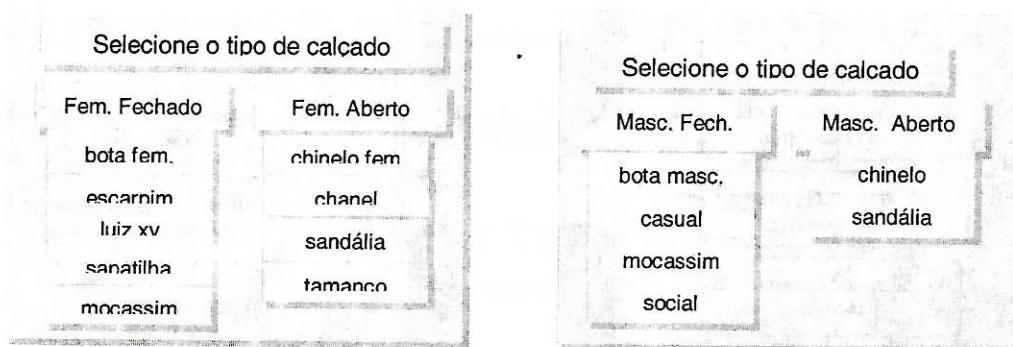 Selecione o tipo de calçado
Fem. Fechado
Fem. Aberto
bota fem.
escarpim
luiz xv
sapatilha
mocassim
chinelo fem
chanel
sandália
tamanco
Selecione o tipo de calcado
Masc. Fech.
Masc. Aberto
bota masc.
casual
mocassim
social
chinelo
sandália